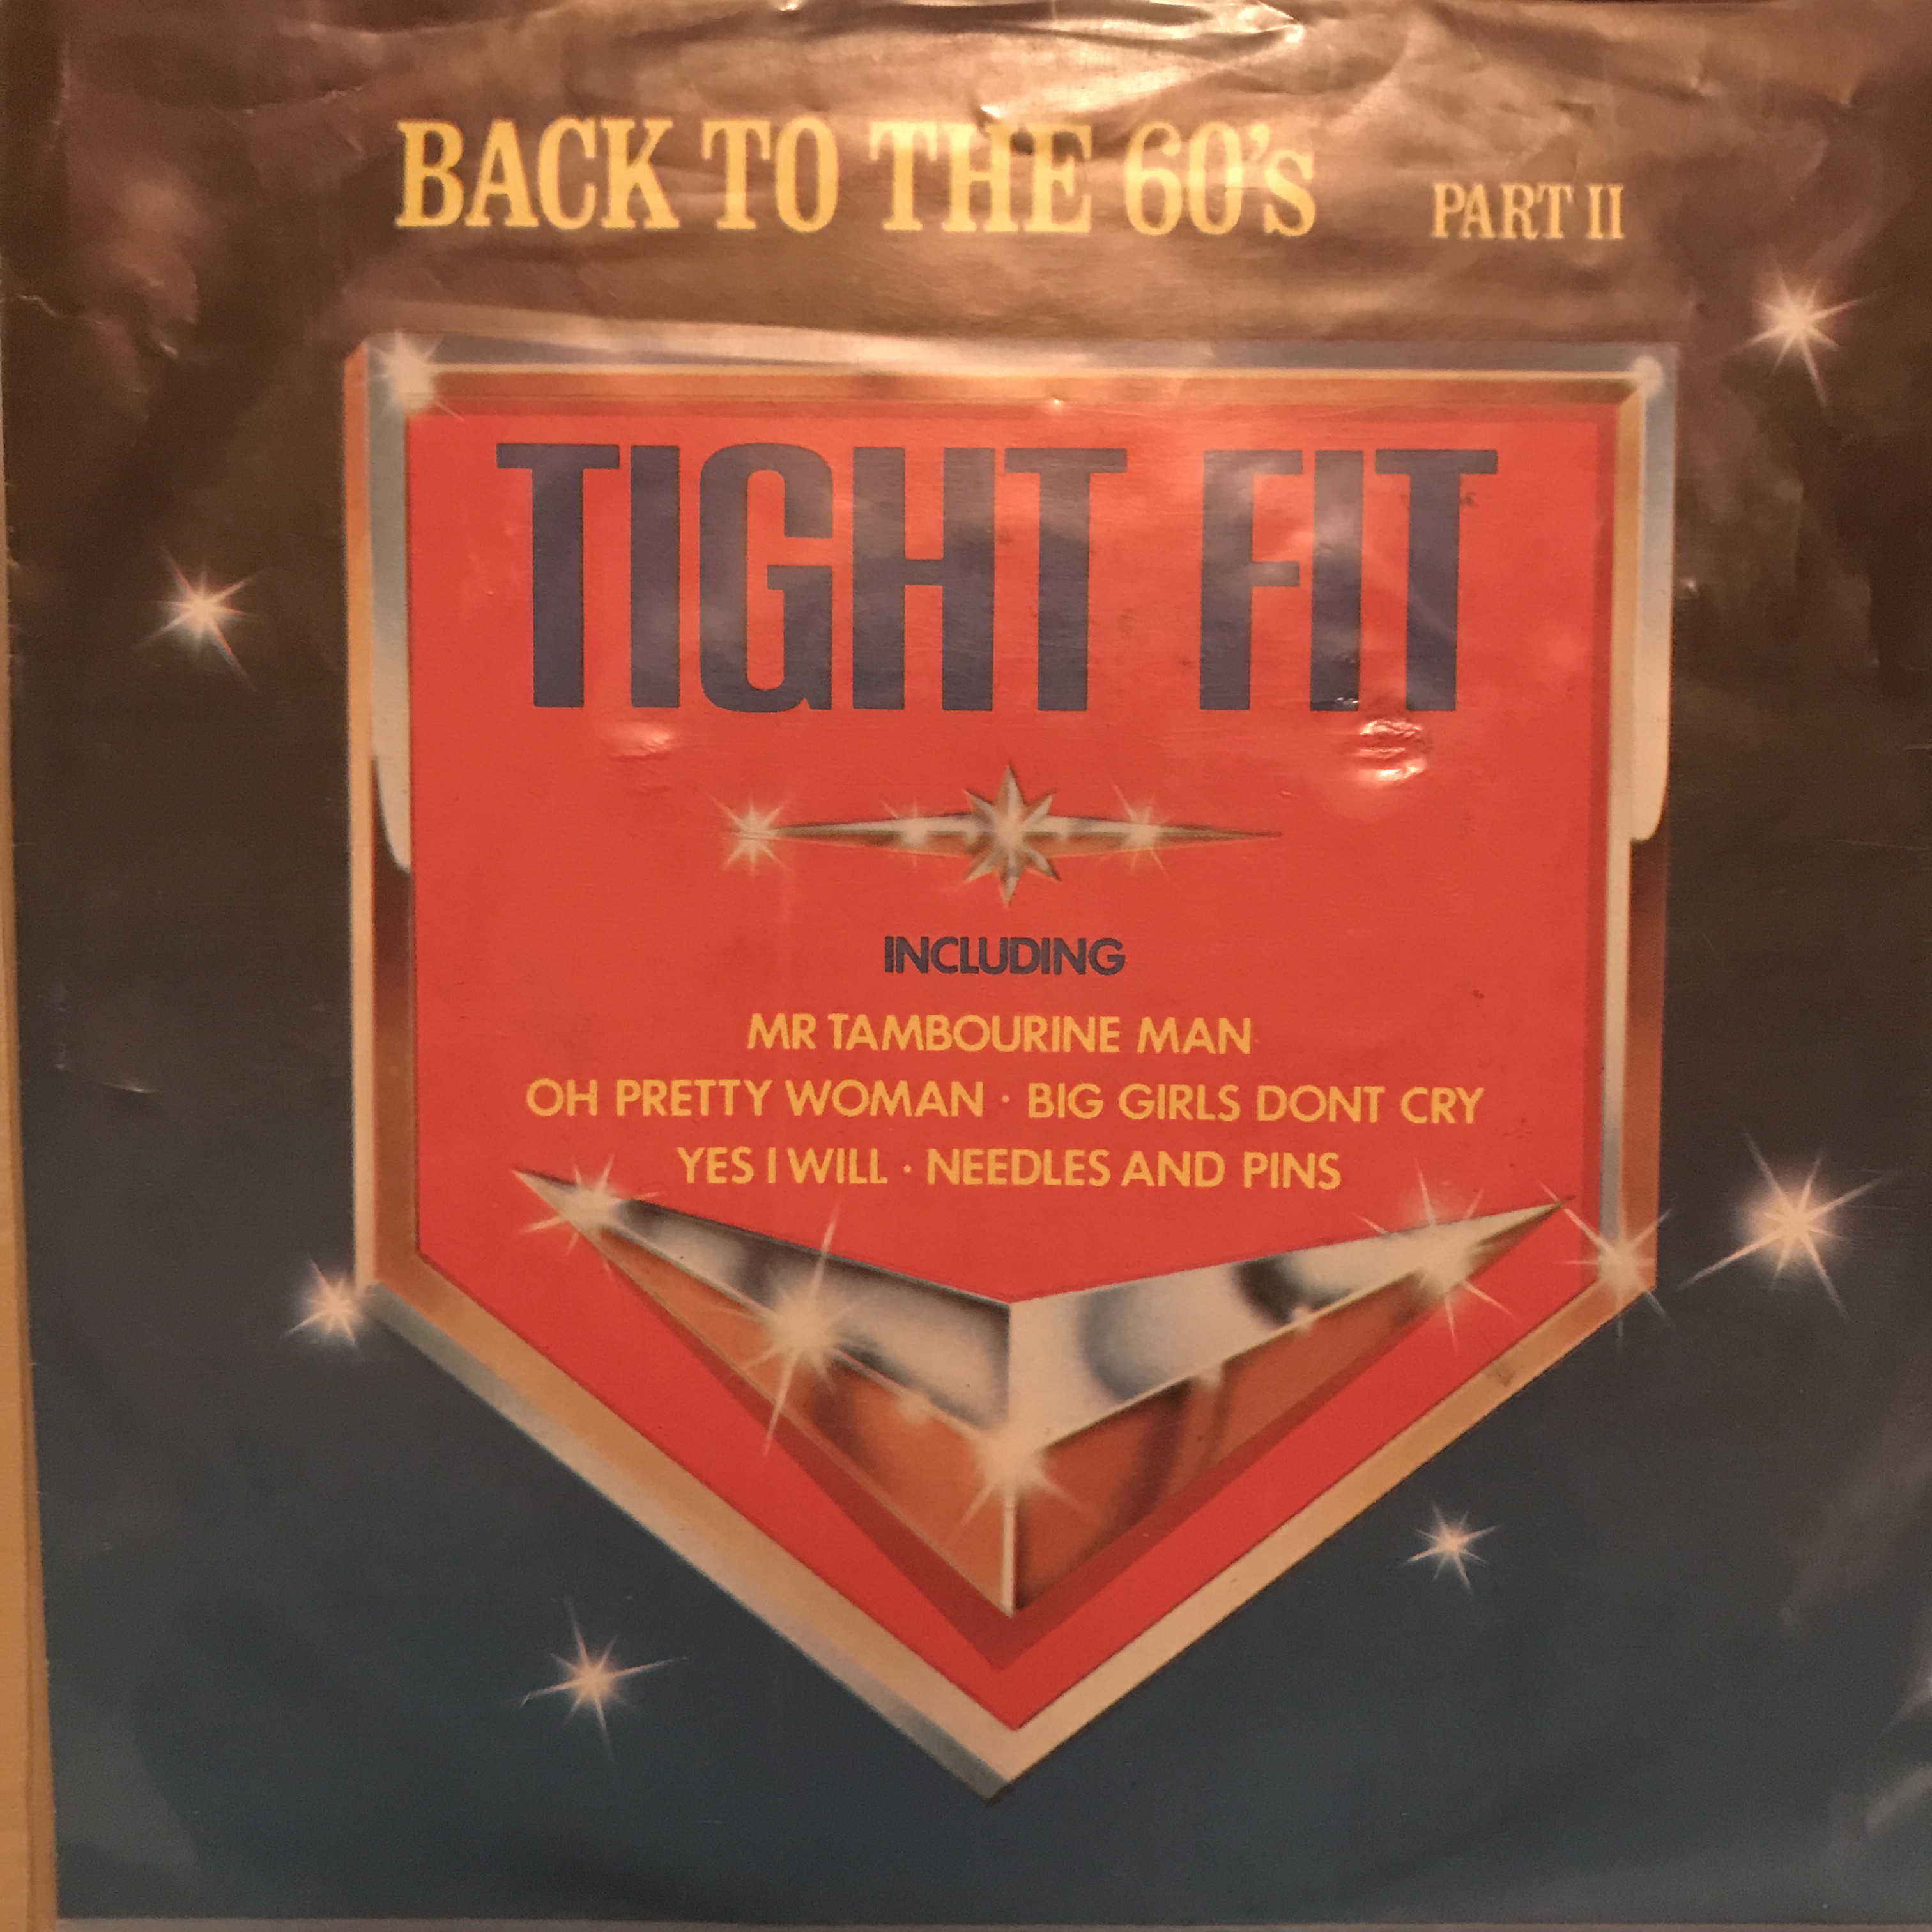 BACK TO THE 60's PART II
TIGHT FIT
INCLUDING
MR TAMBOURINE MAN
OH PRETTY WOMAN · BIG GIRLS DONT CRY
YES I WILL · NEEDLES AND PINS